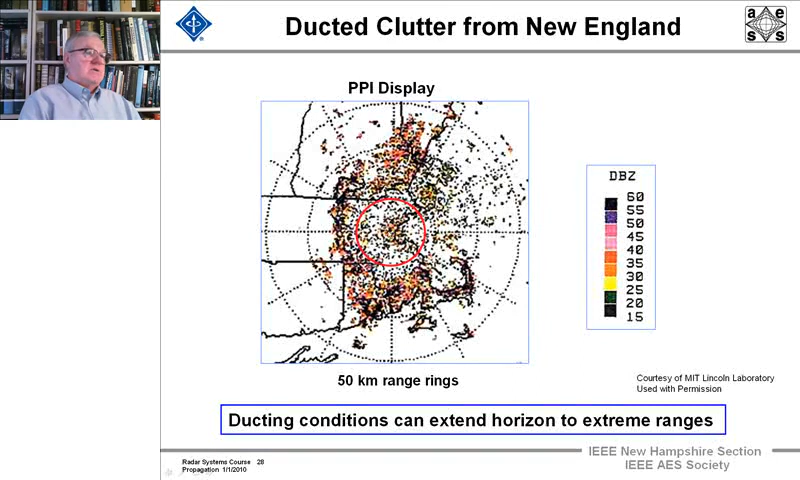 Ducted Clutter from New England
a e
s s
PPI Display
DBZ
60
55
50
45
40
35
30
25
20
15
50 km range rings
Courtesy of MIT Lincoln Laboratory
Used with Permission
Ducting conditions can extend horizon to extreme ranges
Radar Systems Course 28
Propagation 1/1/2010
IEEE New Hampshire Section
IEEE AES Society